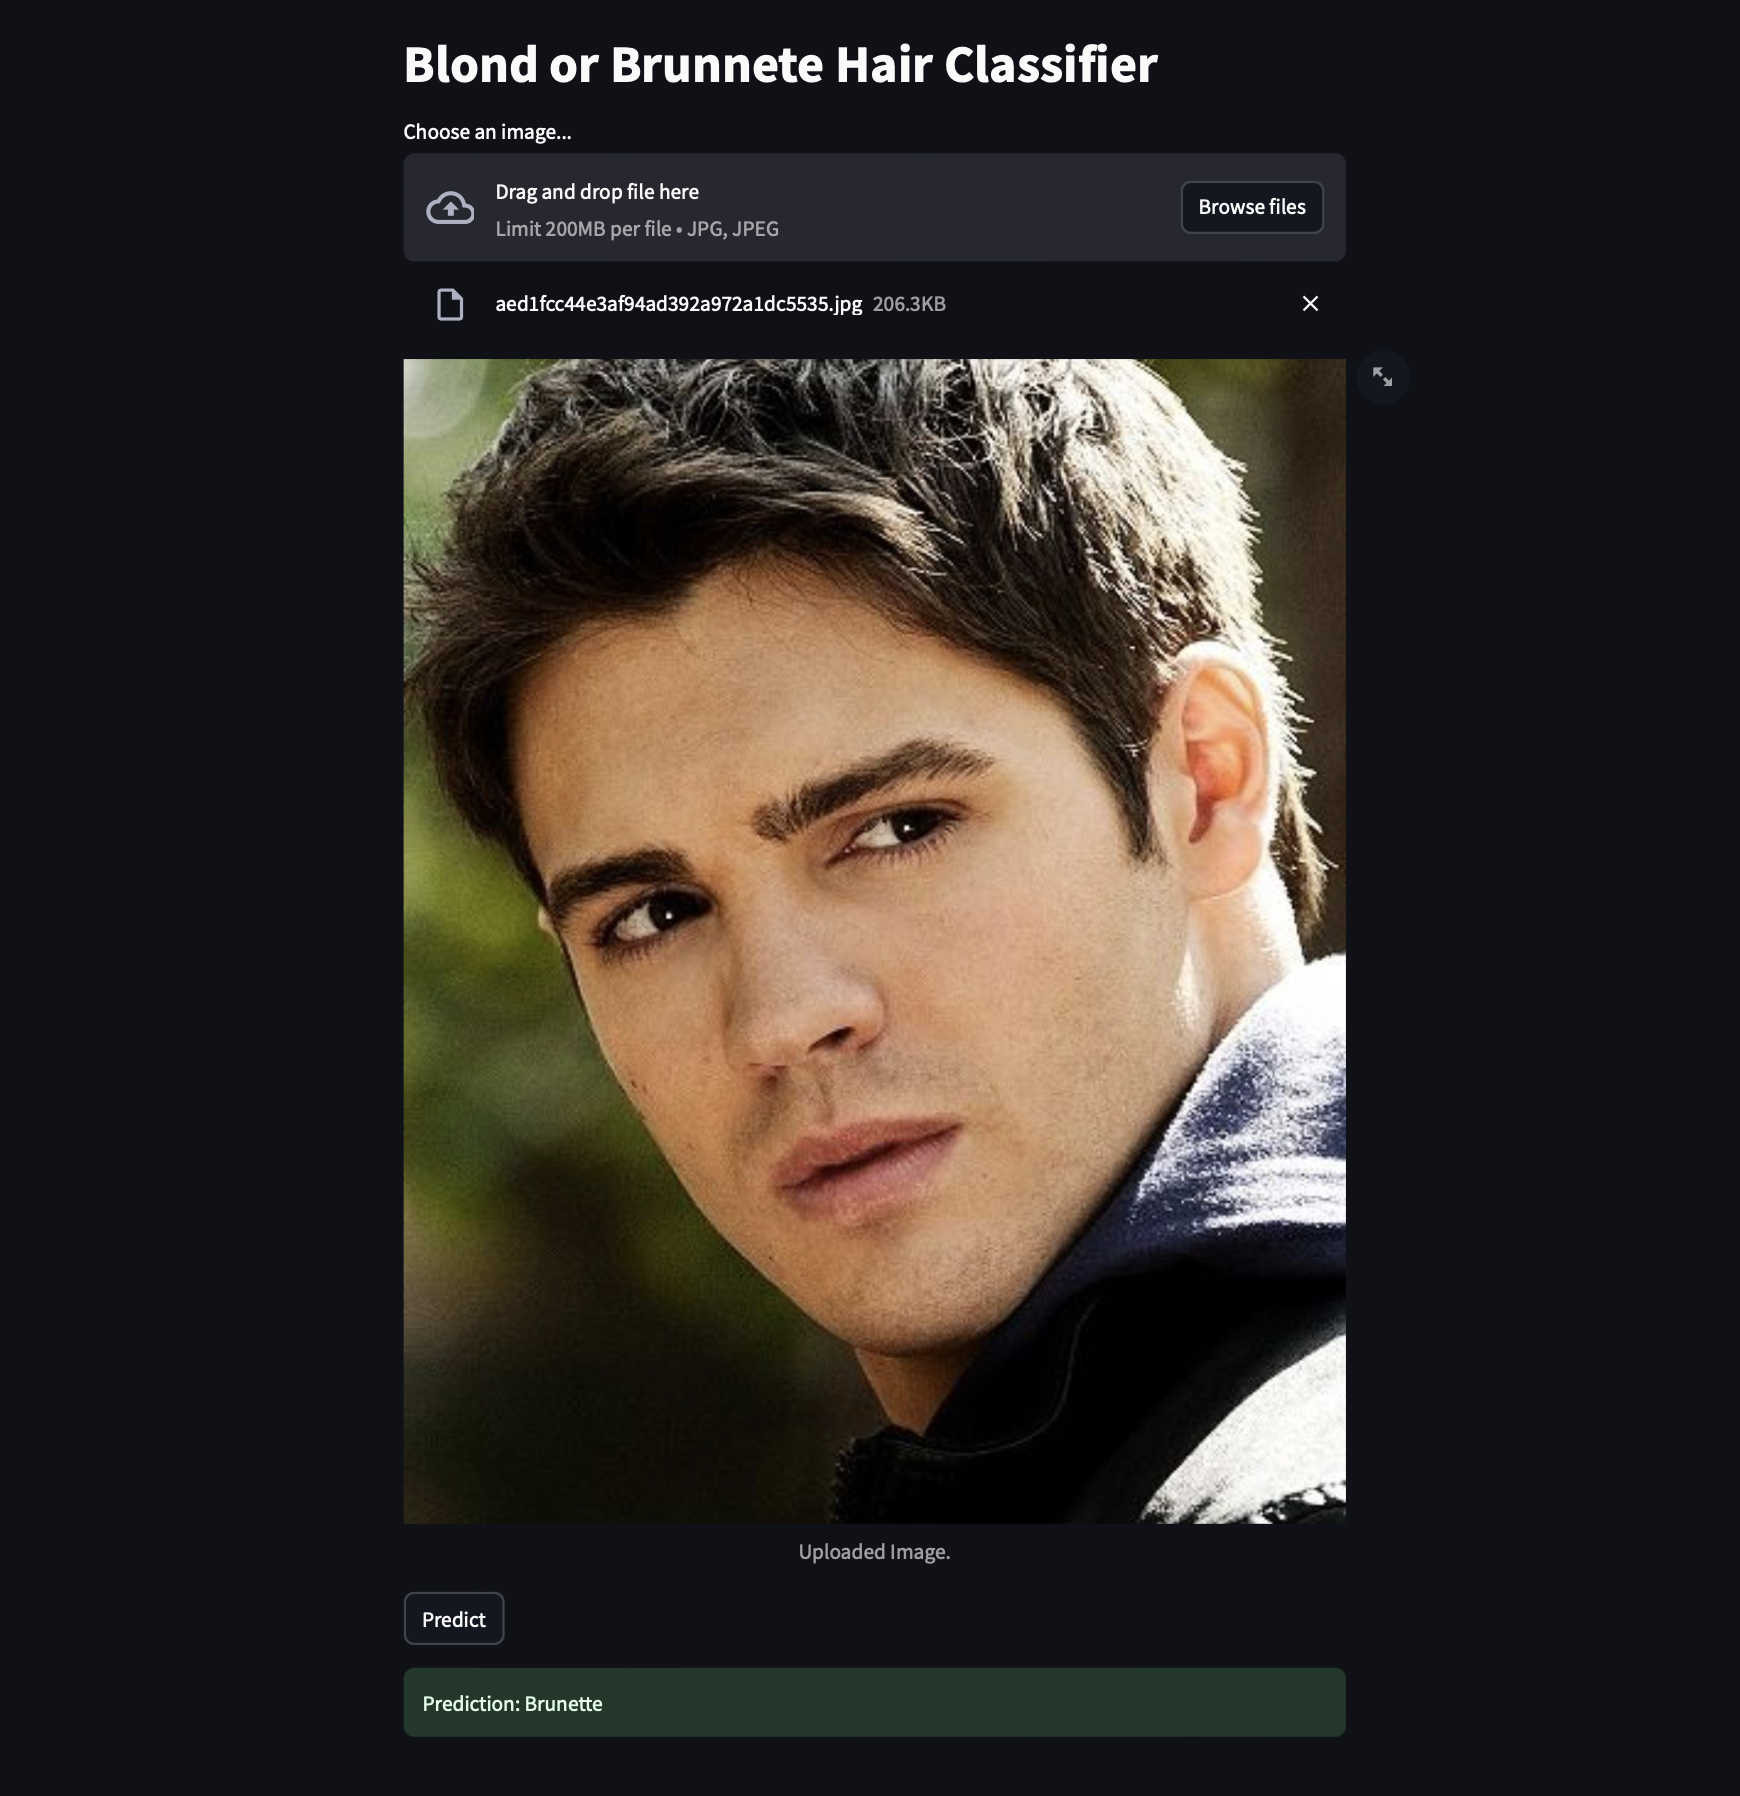 Blond or Brunnete Hair Classifier
Choose an image...
Drag and drop file here
Limit 200MB per file • JPG, JPEG
Browse files
aed1fcc44e3af94ad392a972a1dc5535.jpg 206.3KB
Uploaded Image.
Predict
Prediction: Brunette